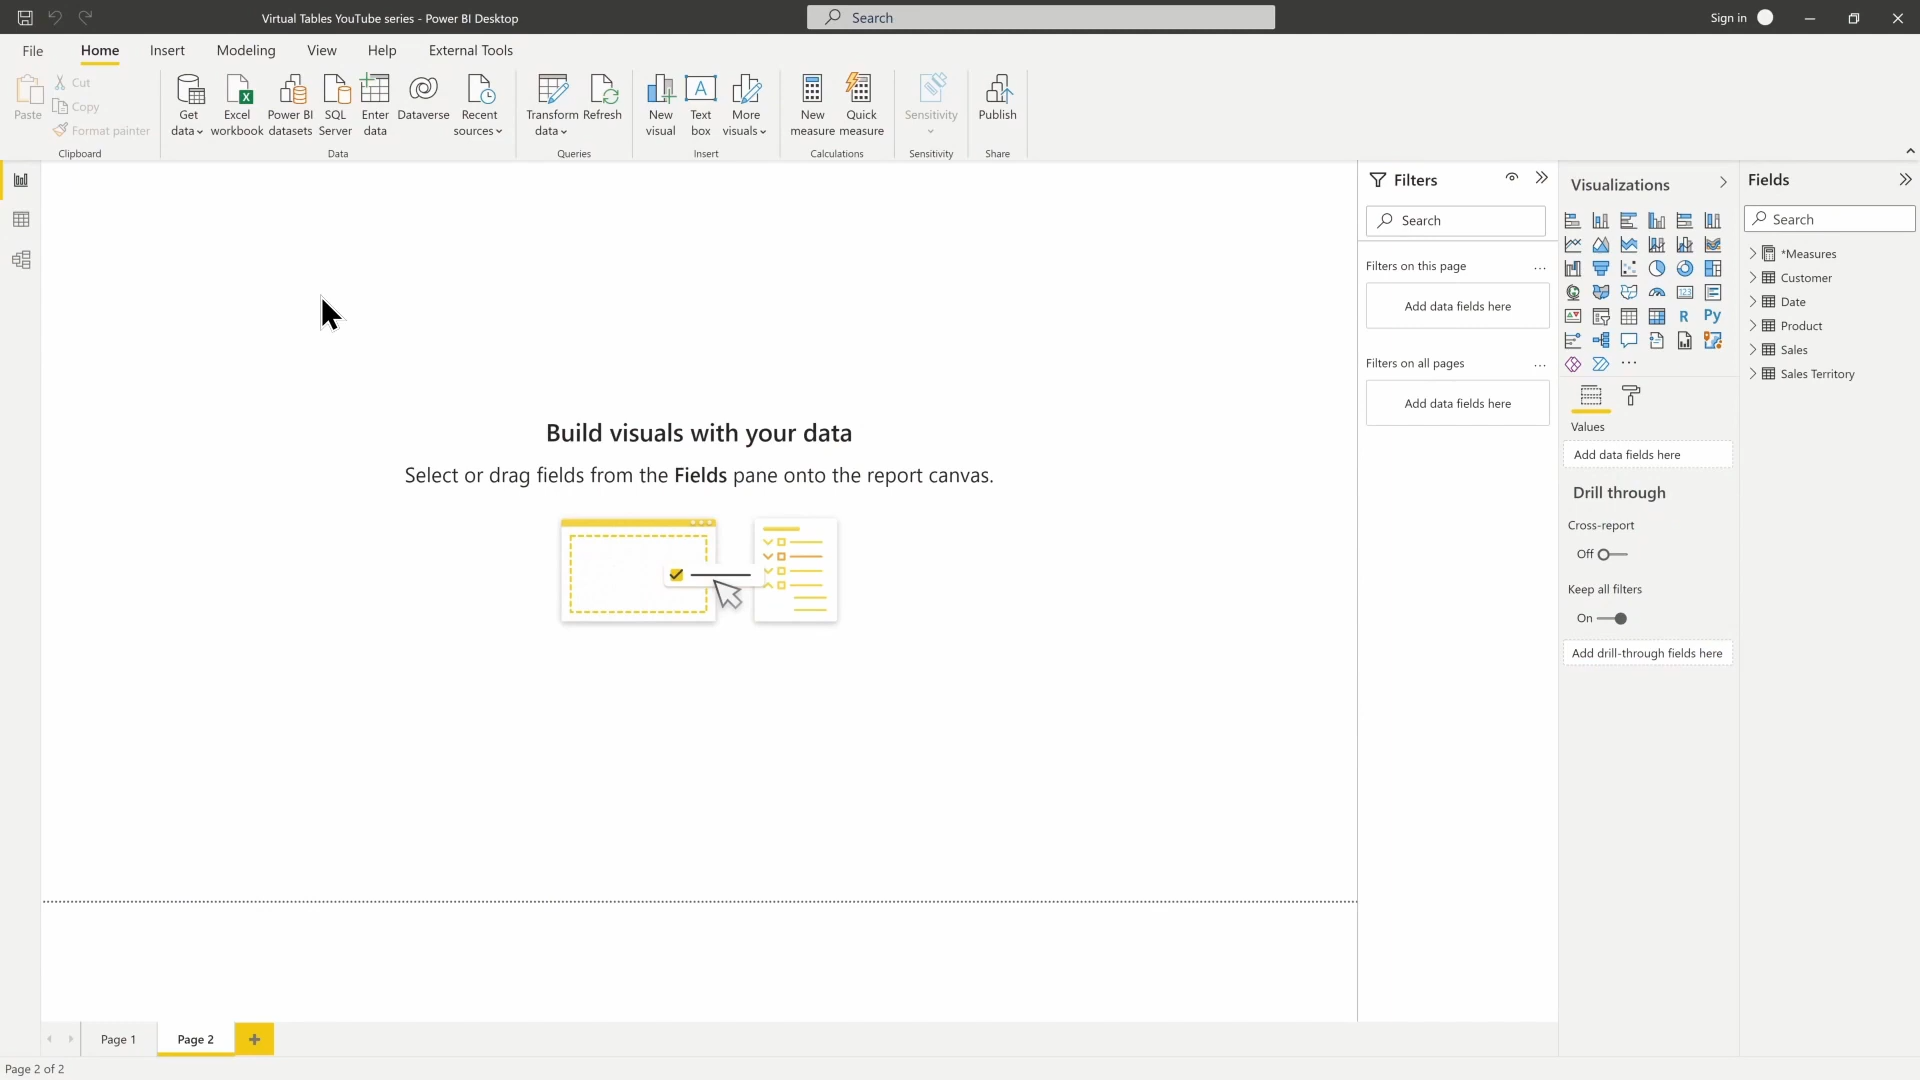 Virtual Tables YouTube series - Power BI Desktop
Search
Sign in
File
Home
Insert
Modeling
View
Help
External Tools
Paste
Cut
Copy
Format painter
Clipboard
Get data
Excel workbook
Power BI datasets
SQL Server
Enter data
Dataverse
Recent sources
Data
Transform data
Refresh
Queries
New visual
Text box
More visuals
Insert
New measure
Quick measure
Calculations
Sensitivity
Sensitivity
Publish
Share
Build visuals with your data
Select or drag fields from the Fields pane onto the report canvas.
Filters
Search
Filters on this page
...
Add data fields here
Filters on all pages
...
Add data fields here
Visualizations
123
R
Py
...
Values
Add data fields here
Drill through
Cross-report
Off
Keep all filters
On
Add drill-through fields here
Fields
Search
*Measures
Customer
Date
Product
Sales
Sales Territory
Page 1
Page 2
+
Page 2 of 2